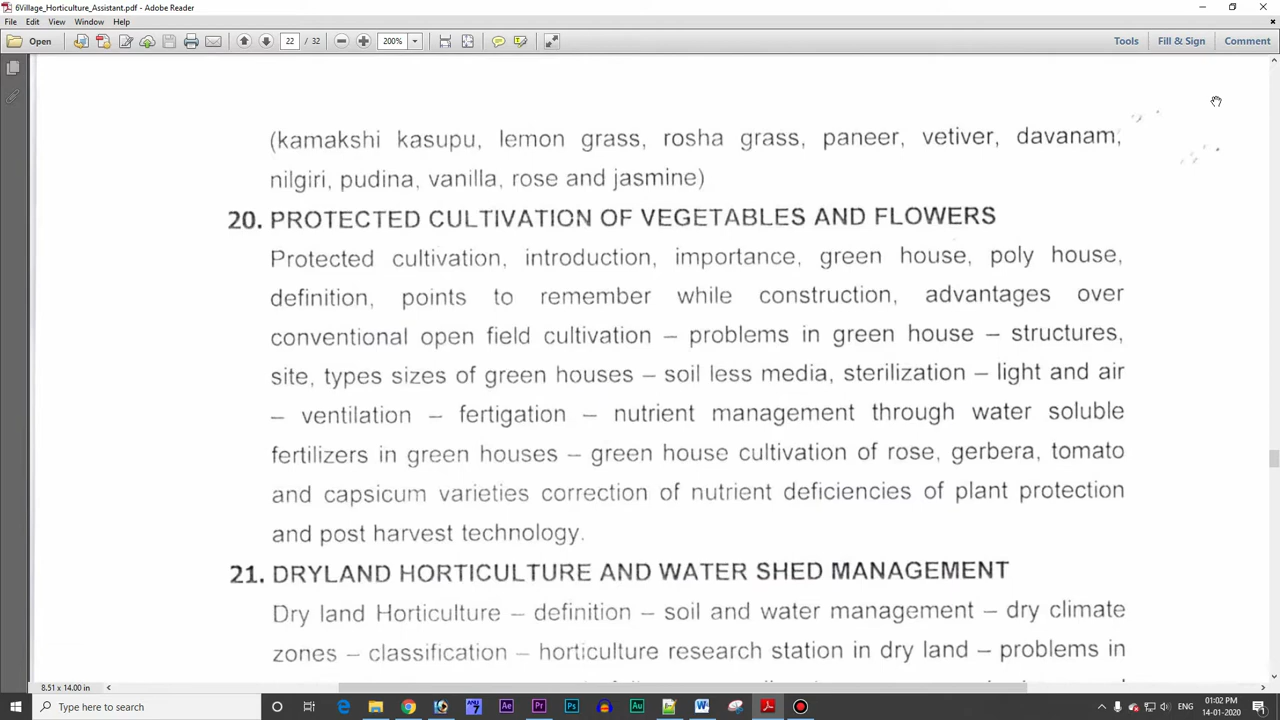 6Village_Horticulture_Assistant.pdf - Adobe Reader
File Edit View Window Help
Open 22 / 32 200% Tools Fill & Sign Comment
(kamakshi kasupu, lemon grass, rosha grass, paneer, vetiver, davanam,
nilgiri, pudina, vanilla, rose and jasmine)
20. PROTECTED CULTIVATION OF VEGETABLES AND FLOWERS
Protected cultivation, introduction, importance, green house, poly house,
definition, points to remember while construction, advantages over
conventional open field cultivation – problems in green house – structures,
site, types sizes of green houses – soil less media, sterilization – light and air
– ventilation – fertigation – nutrient management through water soluble
fertilizers in green houses – green house cultivation of rose, gerbera, tomato
and capsicum varieties correction of nutrient deficiencies of plant protection
and post harvest technology.
21. DRYLAND HORTICULTURE AND WATER SHED MANAGEMENT
Dry land Horticulture – definition – soil and water management – dry climate
zones – classification – horticulture research station in dry land – problems in
8.51 x 14.00 in
Type here to search
01:02 PM
14-01-2020